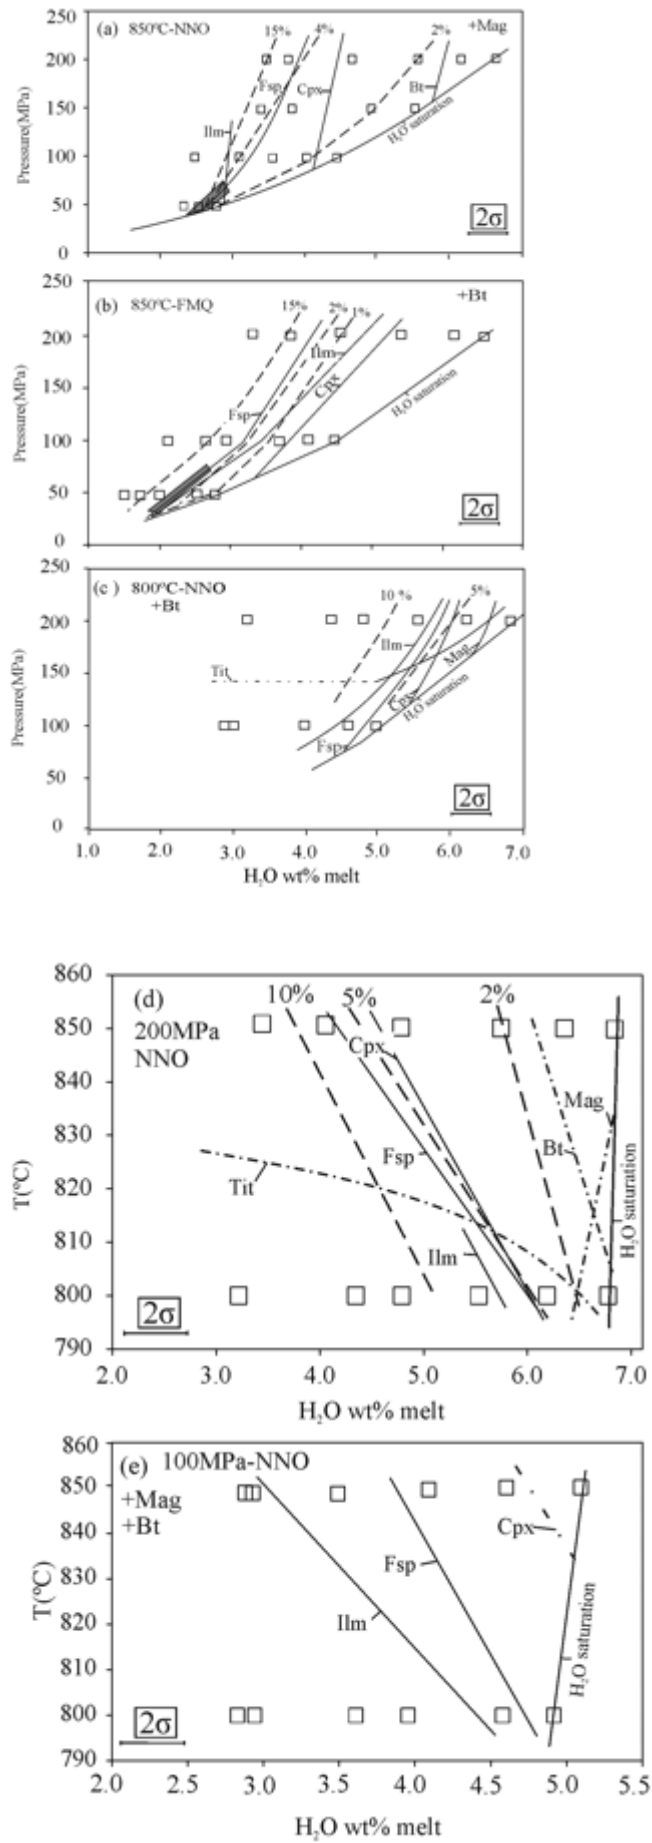 (a) 850ºC-NNO 15% 4% 2% +Mag
250
200
150
100
50
0
Pressure(MPa)
Fsp
Cpx
Bt
Ilm
H₂O saturation
2σ
(b) 850ºC-FMQ 15% 2% 1% +Bt
250
200
150
100
50
0
Pressure(MPa)
Ilm
Cpx
Fsp
H₂O saturation
2σ
(c ) 800ºC-NNO
+Bt
10 % 5%
250
200
150
100
50
0
Pressure(MPa)
Ilm
Tit
Mag
Cpx
H₂O saturation
Fsp
2σ
1.0 2.0 3.0 4.0 5.0 6.0 7.0
H₂O wt% melt
(d)
200MPa
NNO
10% 5% 2%
860
850
840
830
820
810
800
790
T(ºC)
Cpx
Mag
Fsp
Bt
Tit
Ilm
H₂O saturation
2σ
2.0 3.0 4.0 5.0 6.0 7.0
H₂O wt% melt
(e) 100MPa-NNO
+Mag
+Bt
860
850
840
830
820
810
800
790
T(ºC)
Cpx
Fsp
Ilm
H₂O saturation
2σ
2.0 2.5 3.0 3.5 4.0 4.5 5.0 5.5
H₂O wt% melt